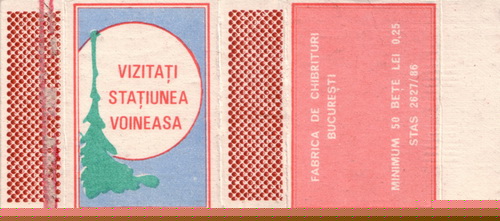 VIZITAȚI
STAȚIUNEA
VOINEASA
FABRICA DE CHIBRITURI
BUCUREȘTI
MINIMUM 50 BEȚE LEI 0,25
STAS 2627/86